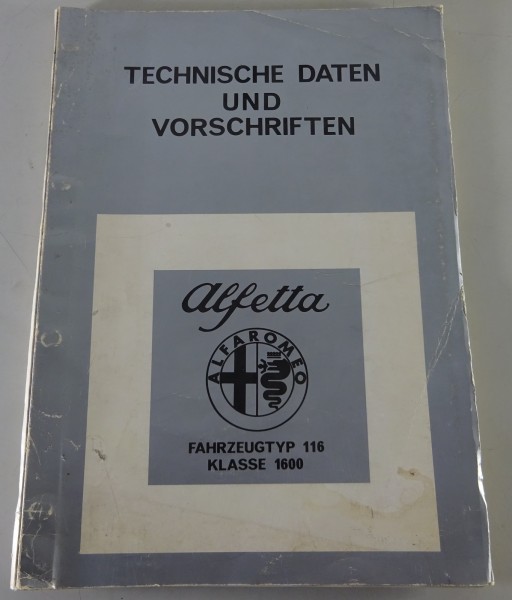 TECHNISCHE DATEN
UND
VORSCHRIFTEN
Alfetta
ALFA ROMEO
FAHRZEUGTYP 116
KLASSE 1600